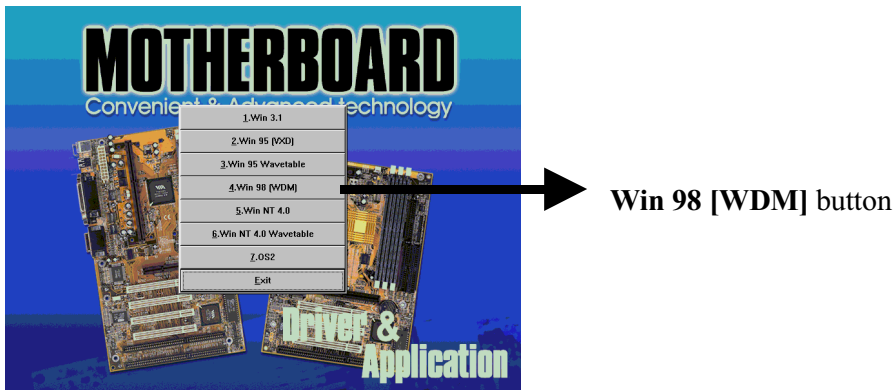 MOTHERBOARD
Convenient & Advanced technology
1.Win 3.1
2.Win 95 (VXD)
3.Win 95 Wavetable
4.Win 98 (WDM)
5.Win NT 4.0
6.Win NT 4.0 Wavetable
7.OS2
Exit
Driver &
Application
Win 98 [WDM] button